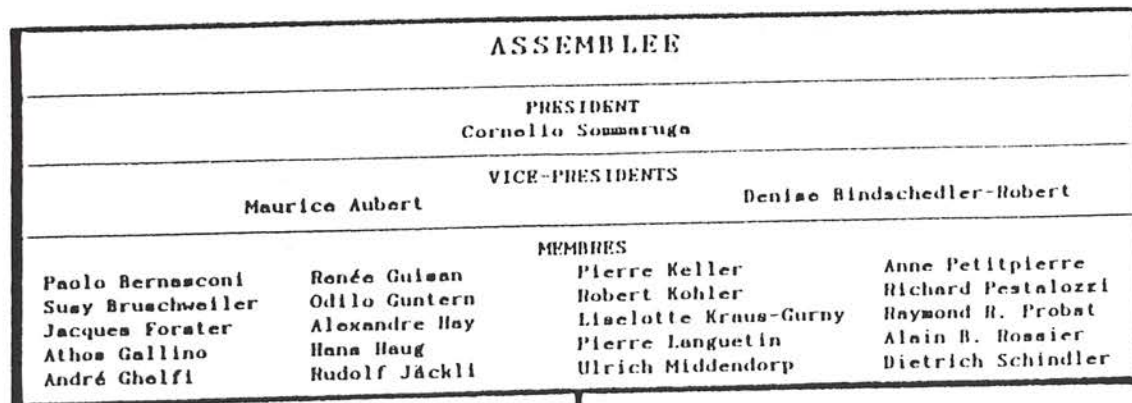 ASSEMBLEE
PRESIDENT
Cornelio Sommaruga
VICE-PRESIDENTS
Maurice Aubert Denise Bindschedler-Robert
MEMBRES
Paolo Bernasconi Renée Guisan Pierre Keller Anne Petitpierre
Susy Bruschweiler Odilo Guntern Robert Kohler Richard Pestalozzi
Jacques Forster Alexandre Hay Liselotte Kraus-Gurny Raymond R. Probst
Athos Gallino Hans Haug Pierre Languetin Alain B. Rossier
André Ghelfi Rudolf Jäckli Ulrich Middendorp Dietrich Schindler